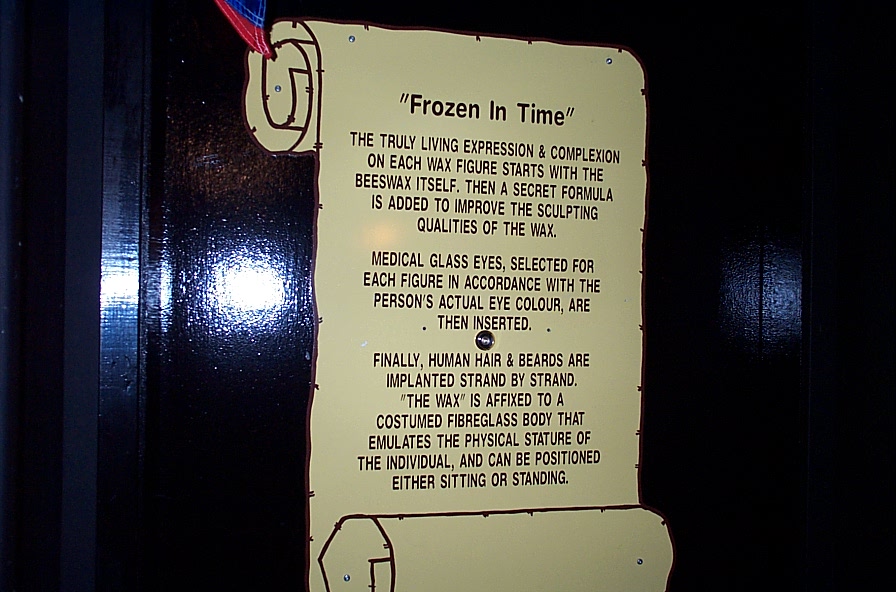 "Frozen In Time"
THE TRULY LIVING EXPRESSION & COMPLEXION
ON EACH WAX FIGURE STARTS WITH THE
BEESWAX ITSELF. THEN A SECRET FORMULA
IS ADDED TO IMPROVE THE SCULPTING
QUALITIES OF THE WAX.
MEDICAL GLASS EYES, SELECTED FOR
EACH FIGURE IN ACCORDANCE WITH THE
PERSON'S ACTUAL EYE COLOUR, ARE
THEN INSERTED.
FINALLY, HUMAN HAIR & BEARDS ARE
IMPLANTED STRAND BY STRAND.
"THE WAX" IS AFFIXED TO A
COSTUMED FIBREGLASS BODY THAT
EMULATES THE PHYSICAL STATURE OF
THE INDIVIDUAL, AND CAN BE POSITIONED
EITHER SITTING OR STANDING.